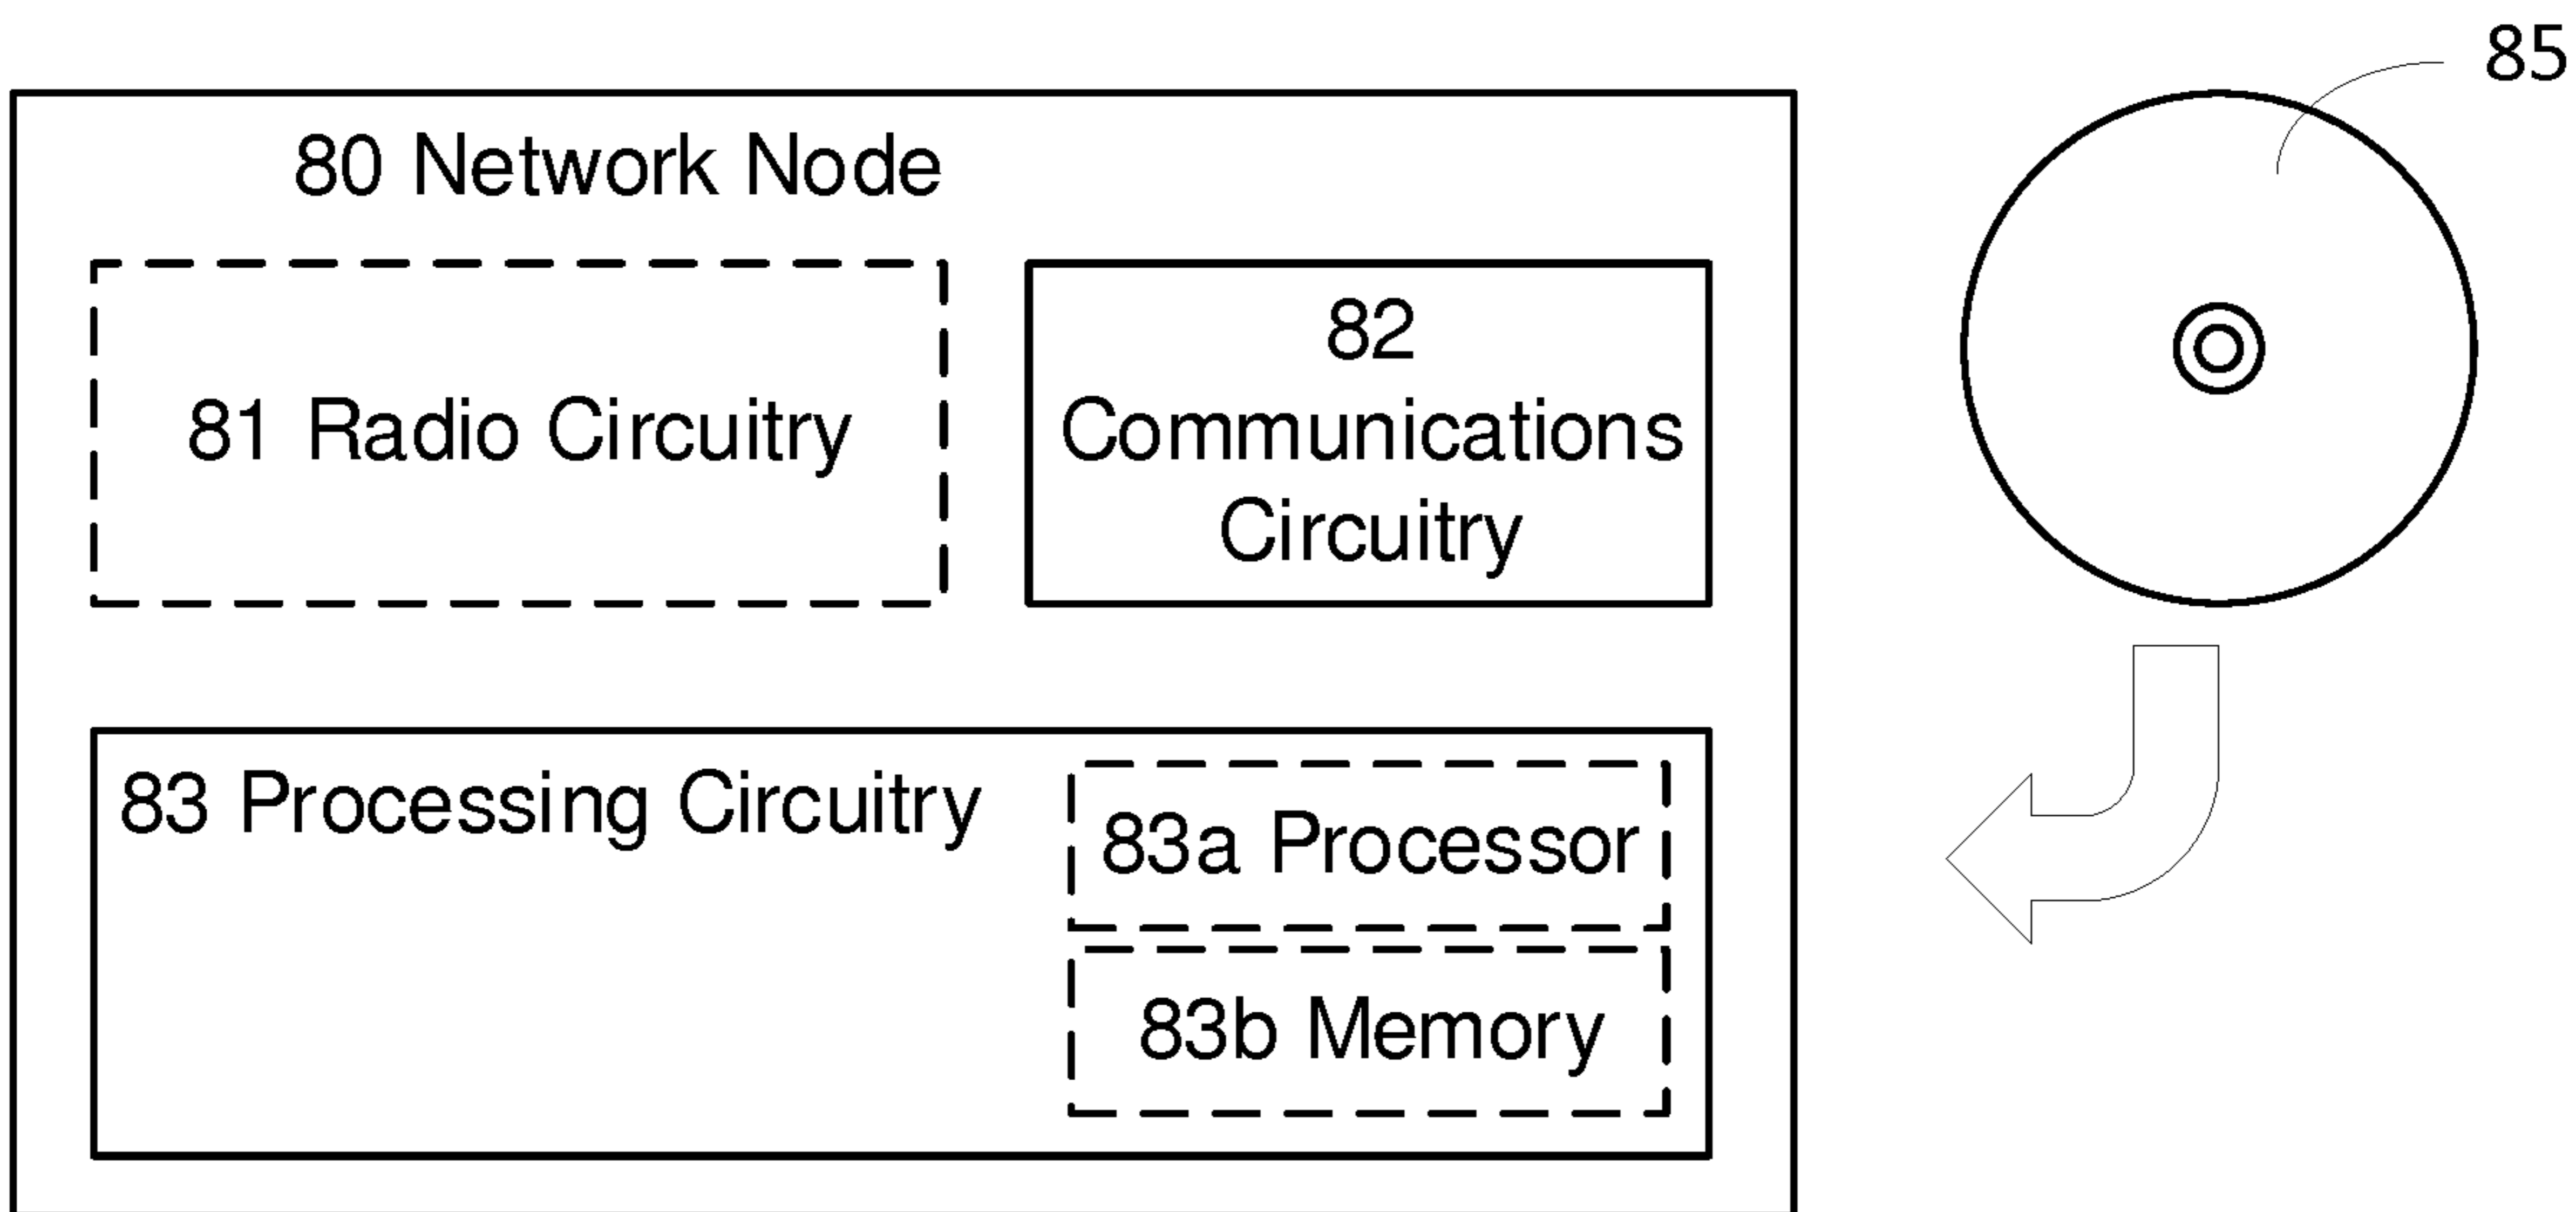 85
80 Network Node
81 Radio Circuitry
82
Communications
Circuitry
83 Processing Circuitry
83a Processor
83b Memory